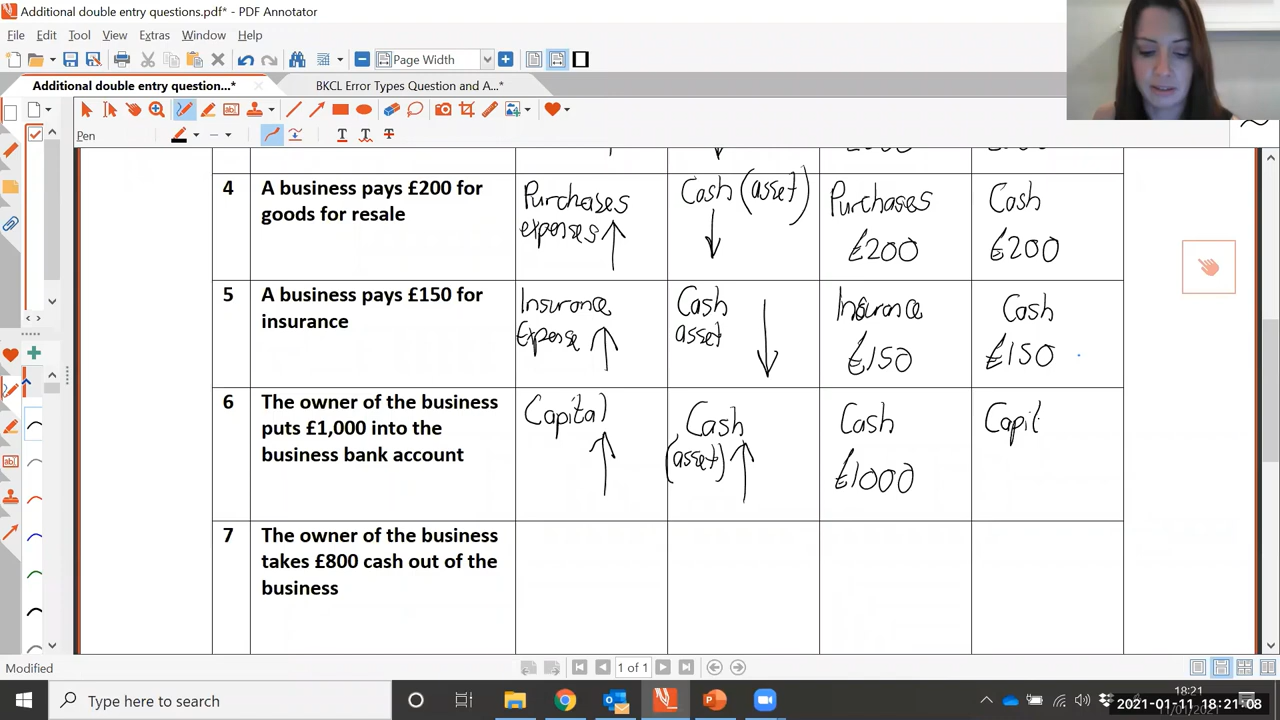 Additional double entry questions.pdf* - PDF Annotator
File Edit Tool View Extras Window Help
Page Width
Additional double entry question...*
BKCL Error Types Question and A...*
Pen
4 A business pays £200 for goods for resale
Purchases
expenses
Cash (asset)
Purchases
£200
Cash
£200
5 A business pays £150 for insurance
Insurance
Expense
Cash
asset
Insurance
£150
Cash
£150
6 The owner of the business puts £1,000 into the business bank account
Capital
Cash
(asset)
Cash
£1000
Capit
7 The owner of the business takes £800 cash out of the business
Modified
1 of 1
Type here to search
18:21
2021-01-11 18:21:08